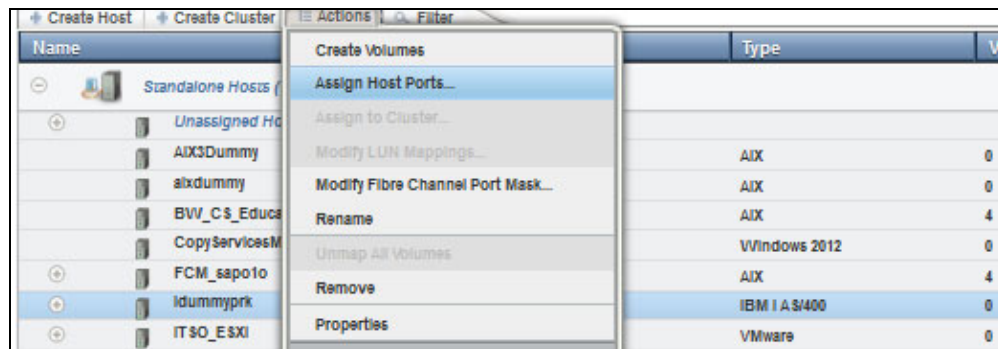 Create Host Create Cluster Actions Filter
Name Type V
Create Volumes
Standalone Hosts ( Assign Host Ports...
Unassigned Ho Assign to Cluster...
AIX3Dummy Modify LUN Mappings... AIX 0
aixdummy Modify Fibre Channel Port Mask... AIX 0
BW_CS_Educa Rename AIX 4
CopyServicesM Unmap All Volumes Windows 2012 0
FCM_sapo1o Remove AIX 4
Idummyprk IBM I AS/400 0
ITSO_ESXI Properties VMware 0